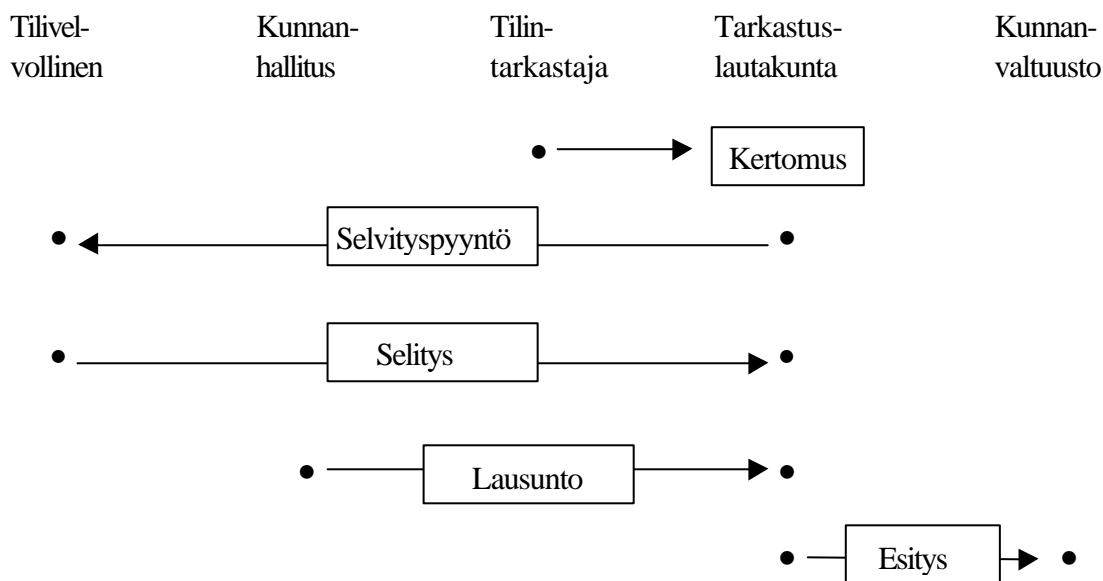 Tilivel- Kunnan- Tilin- Tarkastus- Kunnan-
vollinen hallitus tarkastaja lautakunta valtuusto
Kertomus
Selvityspyyntö
Selitys
Lausunto
Esitys